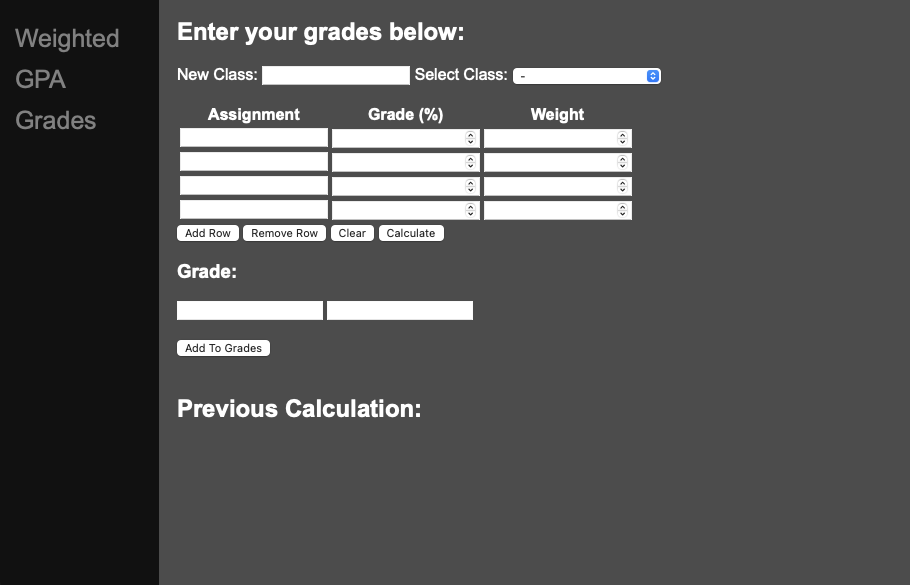 Weighted
GPA
Grades
Enter your grades below:
New Class: Select Class: -
Assignment Grade (%) Weight
Add Row Remove Row Clear Calculate
Grade:
Add To Grades
Previous Calculation: